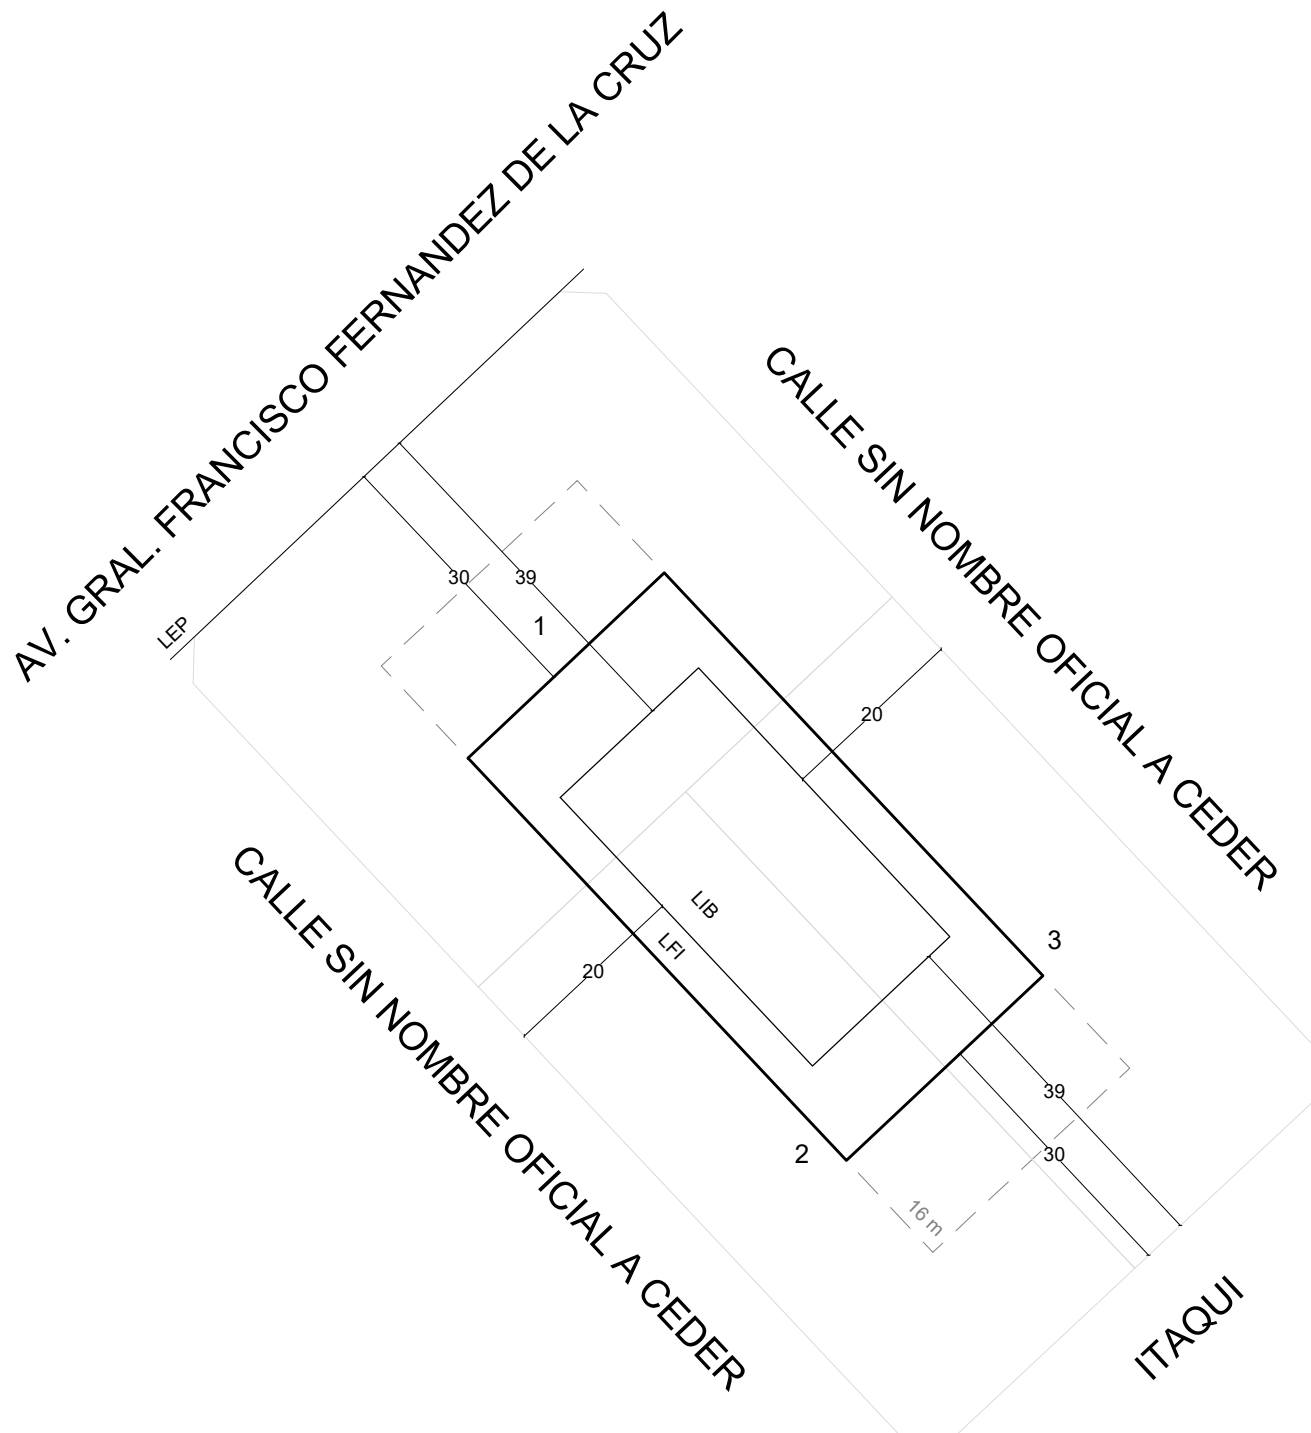 AV. GRAL. FRANCISCO FERNANDEZ DE LA CRUZ
CALLE SIN NOMBRE OFICIAL A CEDER
LEP
30
39
1
20
LIB
LFI
20
3
CALLE SIN NOMBRE OFICIAL A CEDER
39
2
30
16 m
ITAQUI